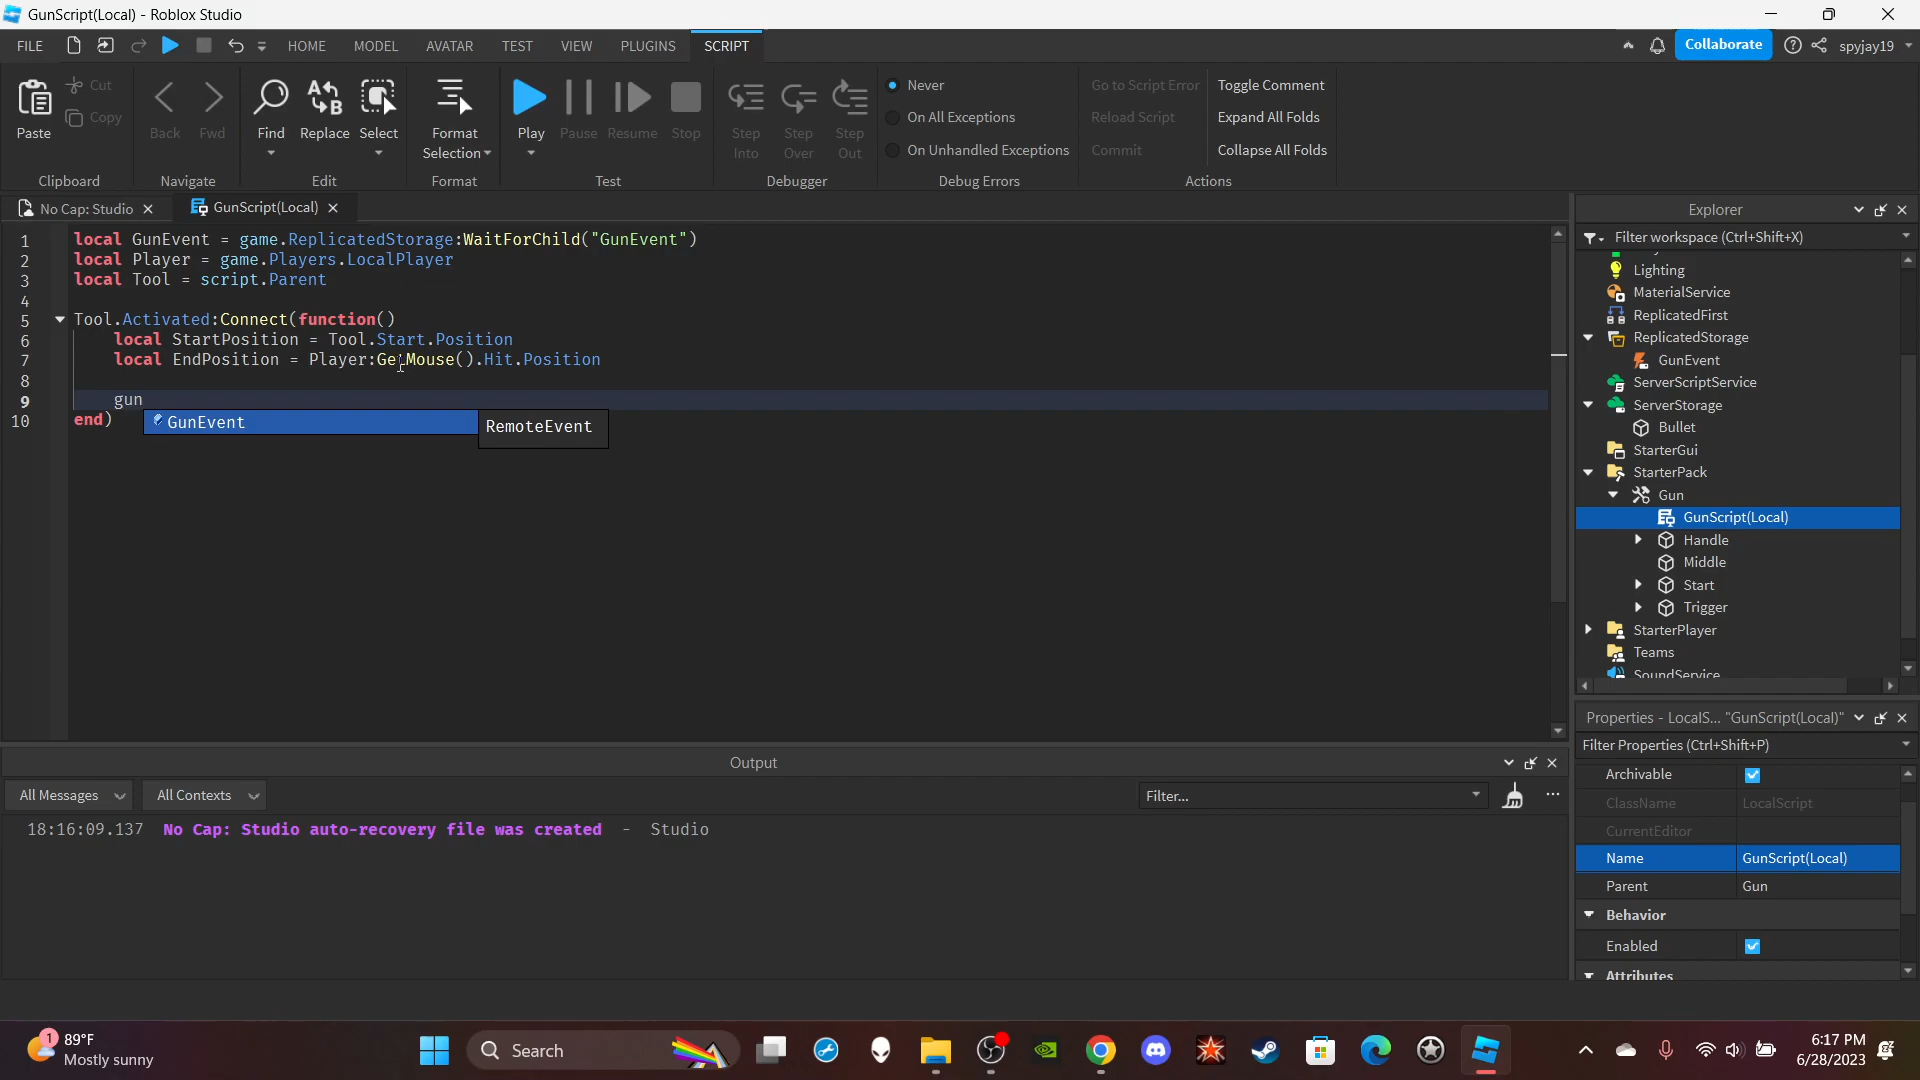 GunScript(Local) - Roblox Studio
FILE
HOME
MODEL
AVATAR
TEST
VIEW
PLUGINS
SCRIPT
Collaborate
spyjay19
Paste
Cut
Copy
Clipboard
Back
Fwd
Navigate
Find
Replace
Select
Edit
Format
Selection
Format
Play
Pause
Resume
Stop
Test
Step
Into
Step
Over
Step
Out
Debugger
Never
On All Exceptions
On Unhandled Exceptions
Debug Errors
Go to Script Error
Reload Script
Commit
Toggle Comment
Expand All Folds
Collapse All Folds
Actions
No Cap: Studio
GunScript(Local)
1 local GunEvent = game.ReplicatedStorage:WaitForChild("GunEvent")
2 local Player = game.Players.LocalPlayer
3 local Tool = script.Parent
4
5 Tool.Activated:Connect(function()
6 local StartPosition = Tool.Start.Position
7 local EndPosition = Player:GetMouse().Hit.Position
8
9 gun
10 end)
GunEvent
RemoteEvent
Explorer
Filter workspace (Ctrl+Shift+X)
Lighting
MaterialService
ReplicatedFirst
ReplicatedStorage
GunEvent
ServerScriptService
ServerStorage
Bullet
StarterGui
StarterPack
Gun
GunScript(Local)
Handle
Middle
Start
Trigger
StarterPlayer
Teams
SoundService
Properties - LocalS... "GunScript(Local)"
Filter Properties (Ctrl+Shift+P)
Archivable
ClassName LocalScript
CurrentEditor
Name GunScript(Local)
Parent Gun
Behavior
Enabled
Attributes
Output
All Messages
All Contexts
Filter...
18:16:09.137 No Cap: Studio auto-recovery file was created - Studio
1
89°F
Mostly sunny
Search
6:17 PM
6/28/2023